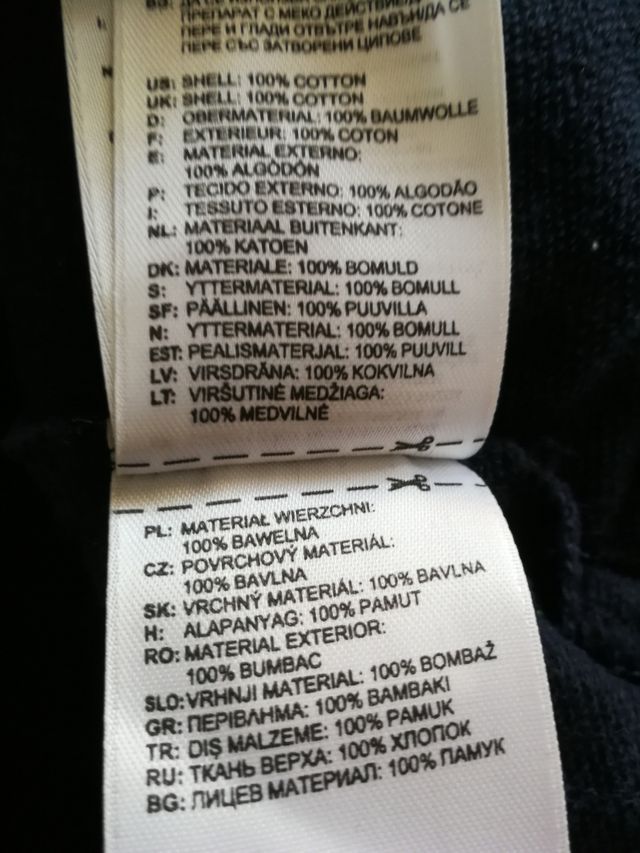 ПРЕПАРАТ С МЕКО ДЕЙСТВИЕ
ПЕРЕ И ГЛАДИ ОТВЪТРЕ НАВЪН/ДА СЕ
ПЕРЕ СЪС ЗАТВОРЕНИ ЦИПОВЕ
US: SHELL: 100% COTTON
UK: SHELL: 100% COTTON
D: OBERMATERIAL: 100% BAUMWOLLE
F: EXTERIEUR: 100% COTON
E: MATERIAL EXTERNO:
100% ALGODÓN
P: TECIDO EXTERNO: 100% ALGODÃO
I: TESSUTO ESTERNO: 100% COTONE
NL: MATERIAAL BUITENKANT:
100% KATOEN
DK: MATERIALE: 100% BOMULD
S: YTTERMATERIAL: 100% BOMULL
SF: PÄÄLLINEN: 100% PUUVILLA
N: YTTERMATERIAL: 100% BOMULL
EST: PEALISMATERJAL: 100% PUUVILL
LV: VIRSDRĀNA: 100% KOKVILNA
LT: VIRŠUTINĖ MEDŽIAGA:
100% MEDVILNĖ
PL: MATERIAŁ WIERZCHNI:
100% BAWEŁNA
CZ: POVRCHOVÝ MATERIÁL:
100% BAVLNA
SK: VRCHNÝ MATERIÁL: 100% BAVLNA
H: ALAPANYAG: 100% PAMUT
RO: MATERIAL EXTERIOR:
100% BUMBAC
SLO: VRHNJI MATERIAL: 100% BOMBAŽ
GR: ΠΕΡΙΒΛΗΜΑ: 100% ΒΑΜΒΑΚΙ
TR: DIŞ MALZEME: 100% PAMUK
RU: ТКАНЬ ВЕРХА: 100% ХЛОПОК
BG: ЛИЦЕВ МАТЕРИАЛ: 100% ПАМУК